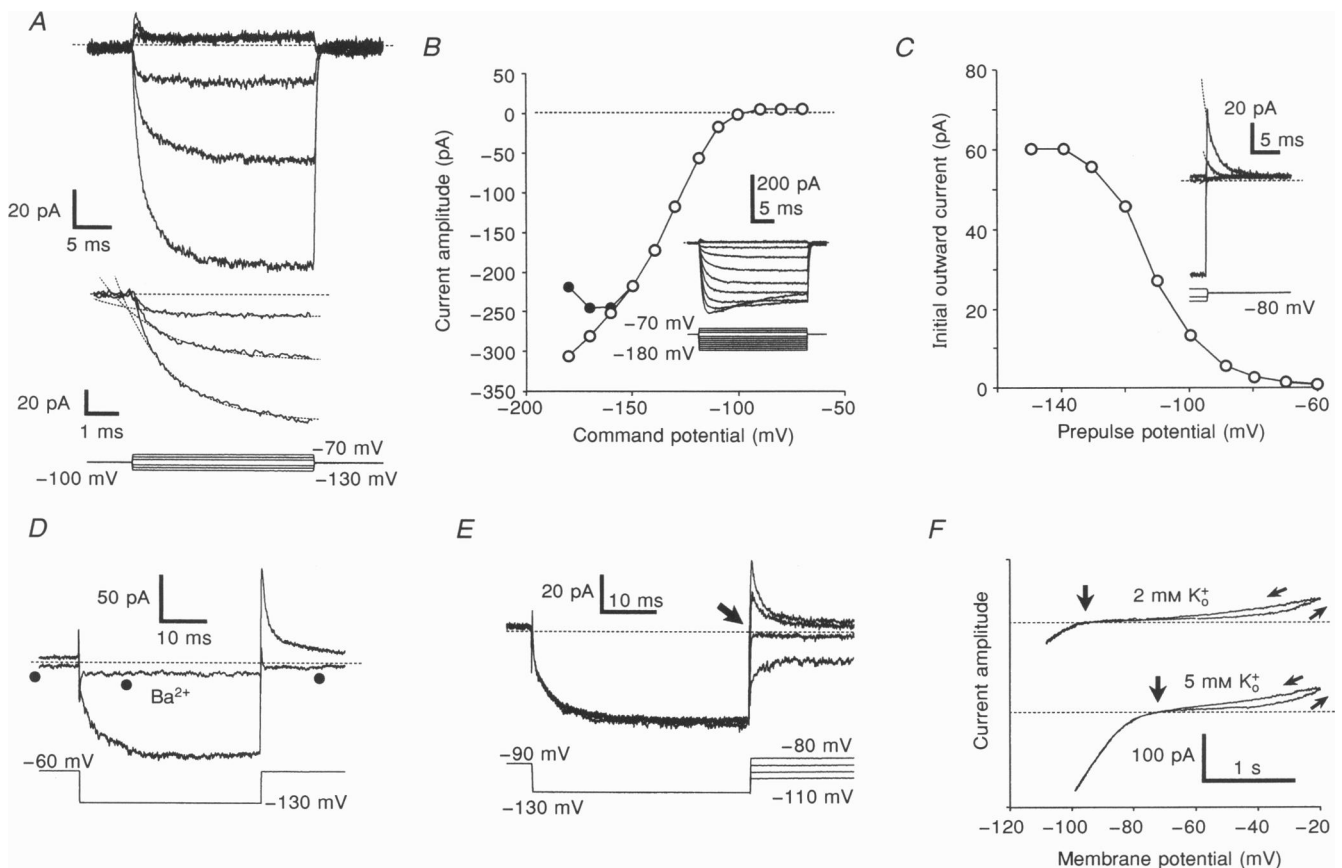 A
20 pA
5 ms
20 pA
1 ms
−70 mV
−100 mV
−130 mV
B
Current amplitude (pA)
50
0
−50
−100
−150
−200
−250
−300
−350
−200
−150
−100
−50
Command potential (mV)
200 pA
5 ms
−70 mV
−180 mV
C
Initial outward current (pA)
80
60
40
20
0
−140
−100
−60
Prepulse potential (mV)
20 pA
5 ms
−80 mV
D
50 pA
10 ms
Ba2+
−60 mV
−130 mV
E
20 pA
10 ms
−90 mV
−80 mV
−130 mV
−110 mV
F
Current amplitude
2 mM K+o
5 mM K+o
100 pA
1 s
−120
−100
−80
−60
−40
−20
Membrane potential (mV)